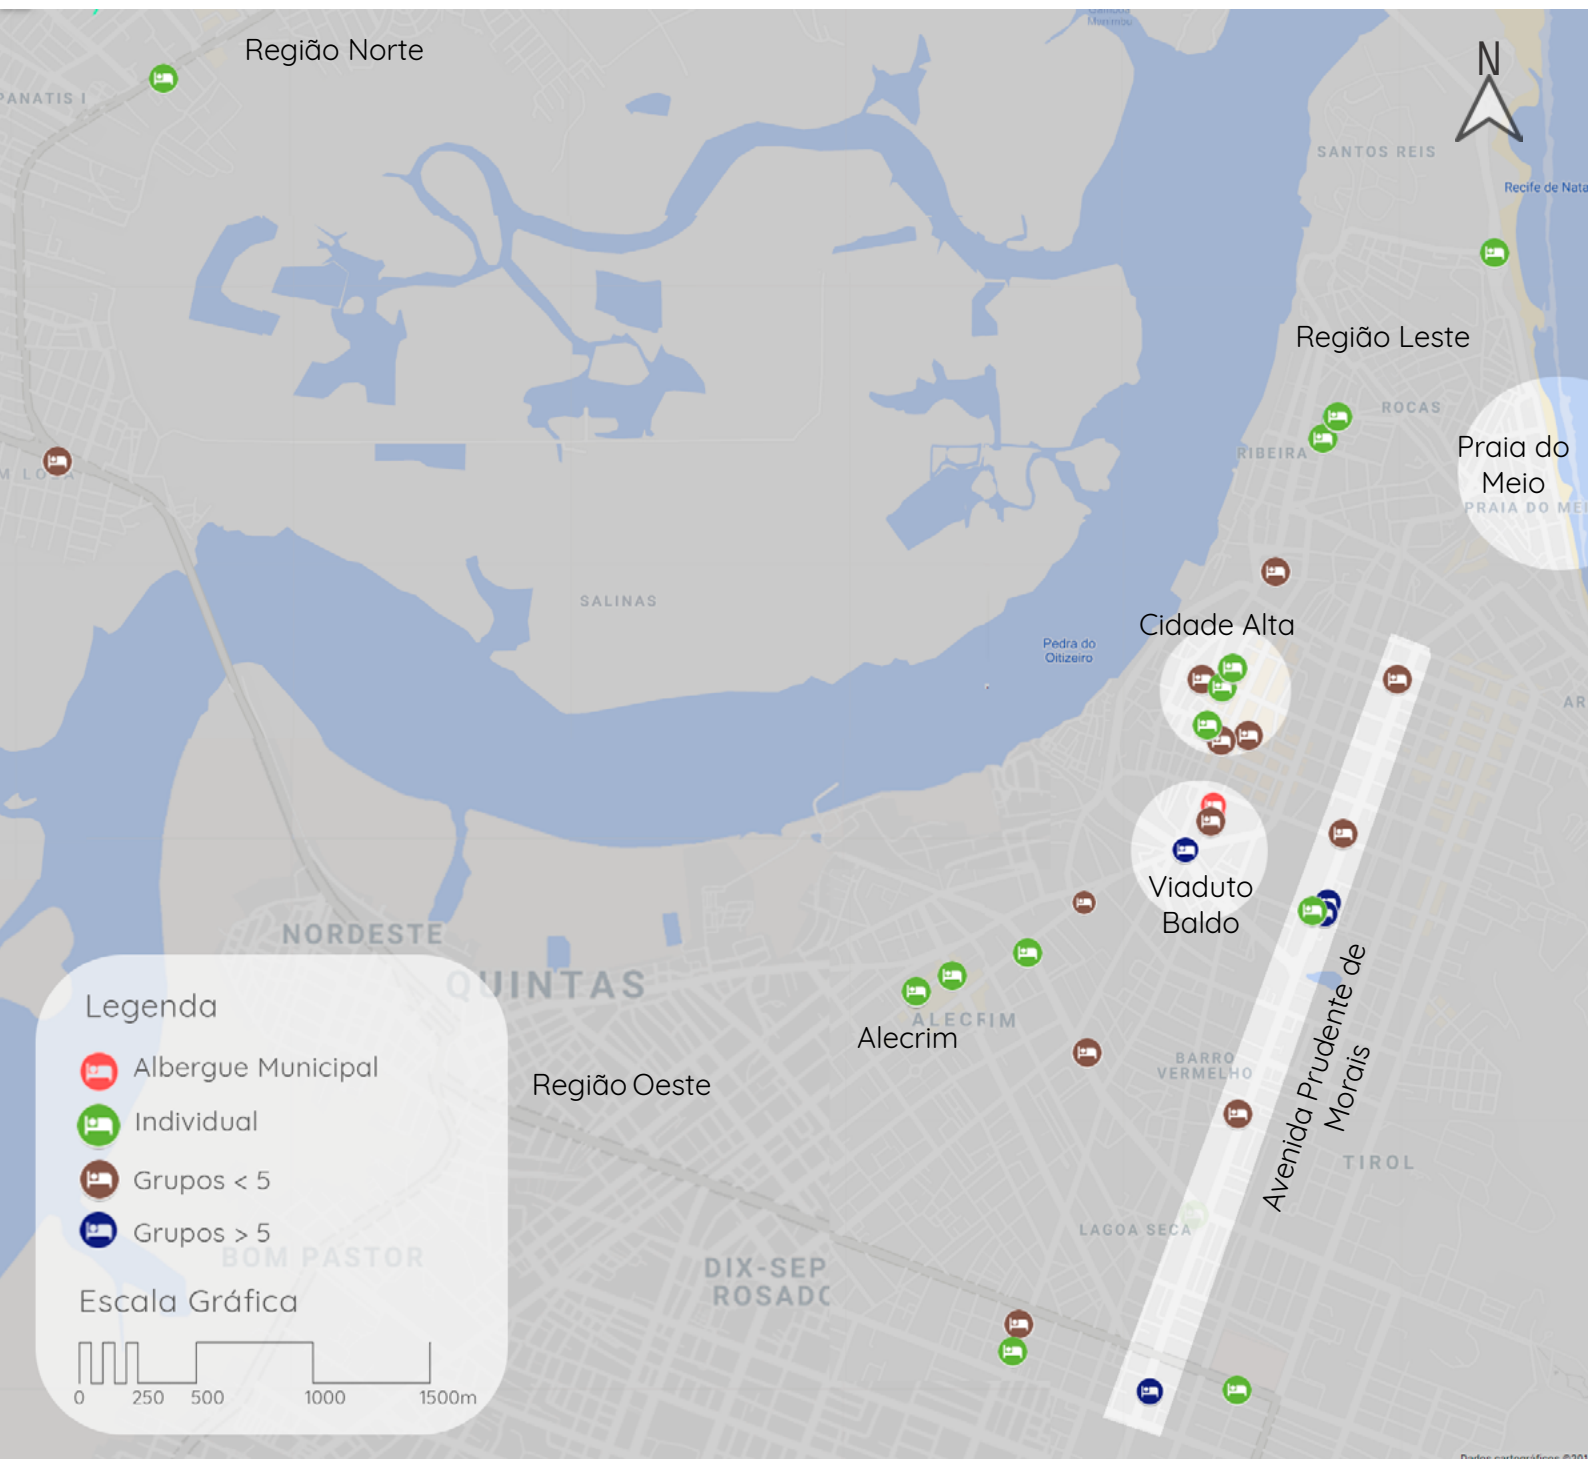 Região Norte
N
SANTOS REIS
Região Leste
ROCAS
RIBEIRA
Praia do
Meio
SALINAS
Pedra do
Oitizeiro
Cidade Alta
Viaduto
Baldo
NORDESTE
QUINTAS
ALECRIM
Alecrim
Região Oeste
BARRO
VERMELHO
Avenida Prudente de
Morais
TIROL
LAGOA SECA
DIX-SEP
ROSADO
BOM PASTOR
Legenda
Albergue Municipal
Individual
Grupos < 5
Grupos > 5
Escala Gráfica
0 250 500 1000 1500m
PANATIS I
Recife de Nata
PRAIA DO MEI